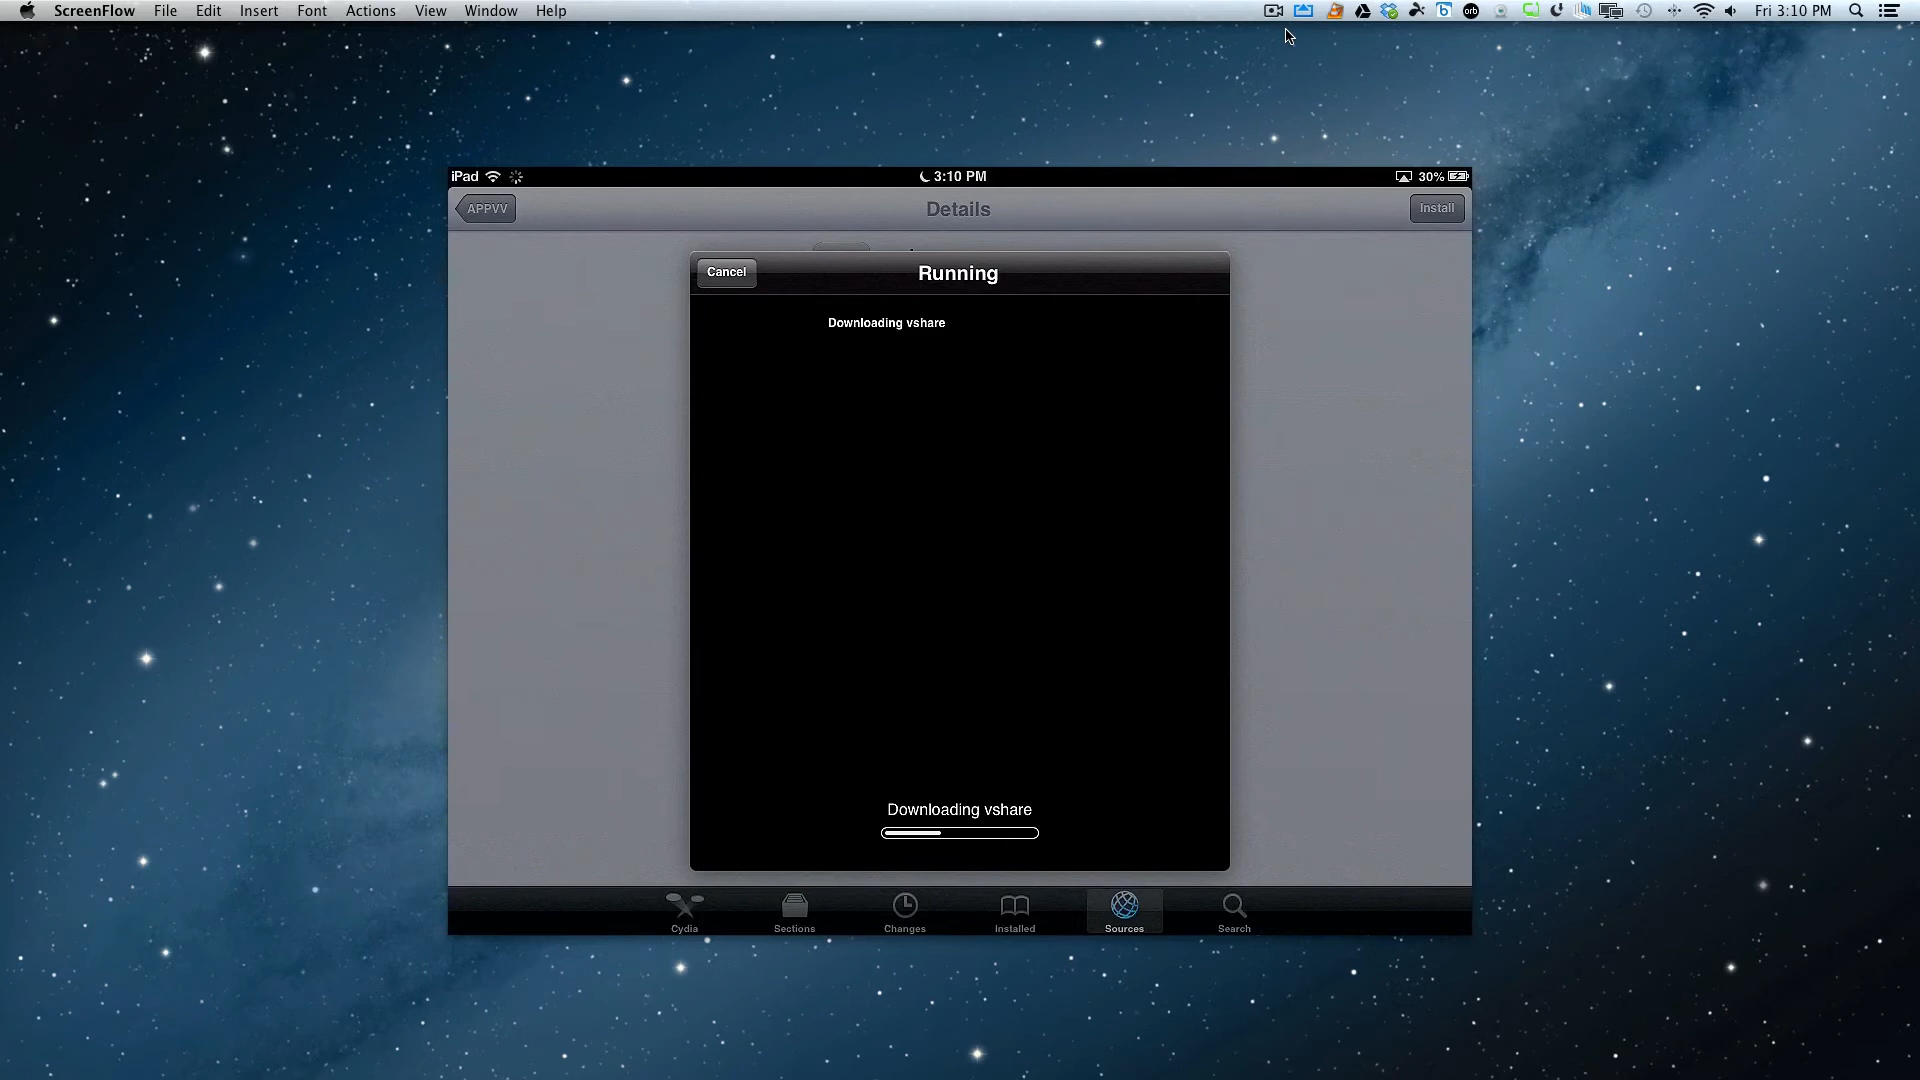 ScreenFlow File Edit Insert Font Actions View Window Help orb Fri 3:10 PM
iPad 3:10 PM 30%
APPVV Details Install
Cancel Running
Downloading vshare
Downloading vshare
Cydia Sections Changes Installed Sources Search